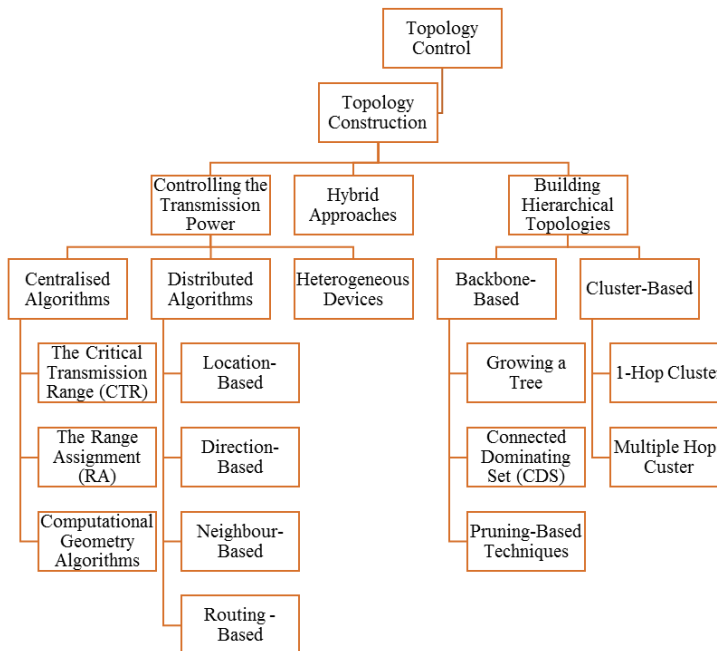 Topology
Control
Topology
Construction
Controlling the
Transmission
Power
Hybrid
Approaches
Building
Hierarchical
Topologies
Centralised
Algorithms
Distributed
Algorithms
Heterogeneous
Devices
Backbone-
Based
Cluster-Based
The Critical
Transmission
Range (CTR)
Location-
Based
Growing a
Tree
1-Hop Cluster
The Range
Assignment
(RA)
Direction-
Based
Connected
Dominating
Set (CDS)
Multiple Hop
Custer
Computational
Geometry
Algorithms
Neighbour-
Based
Pruning-Based
Techniques
Routing -
Based